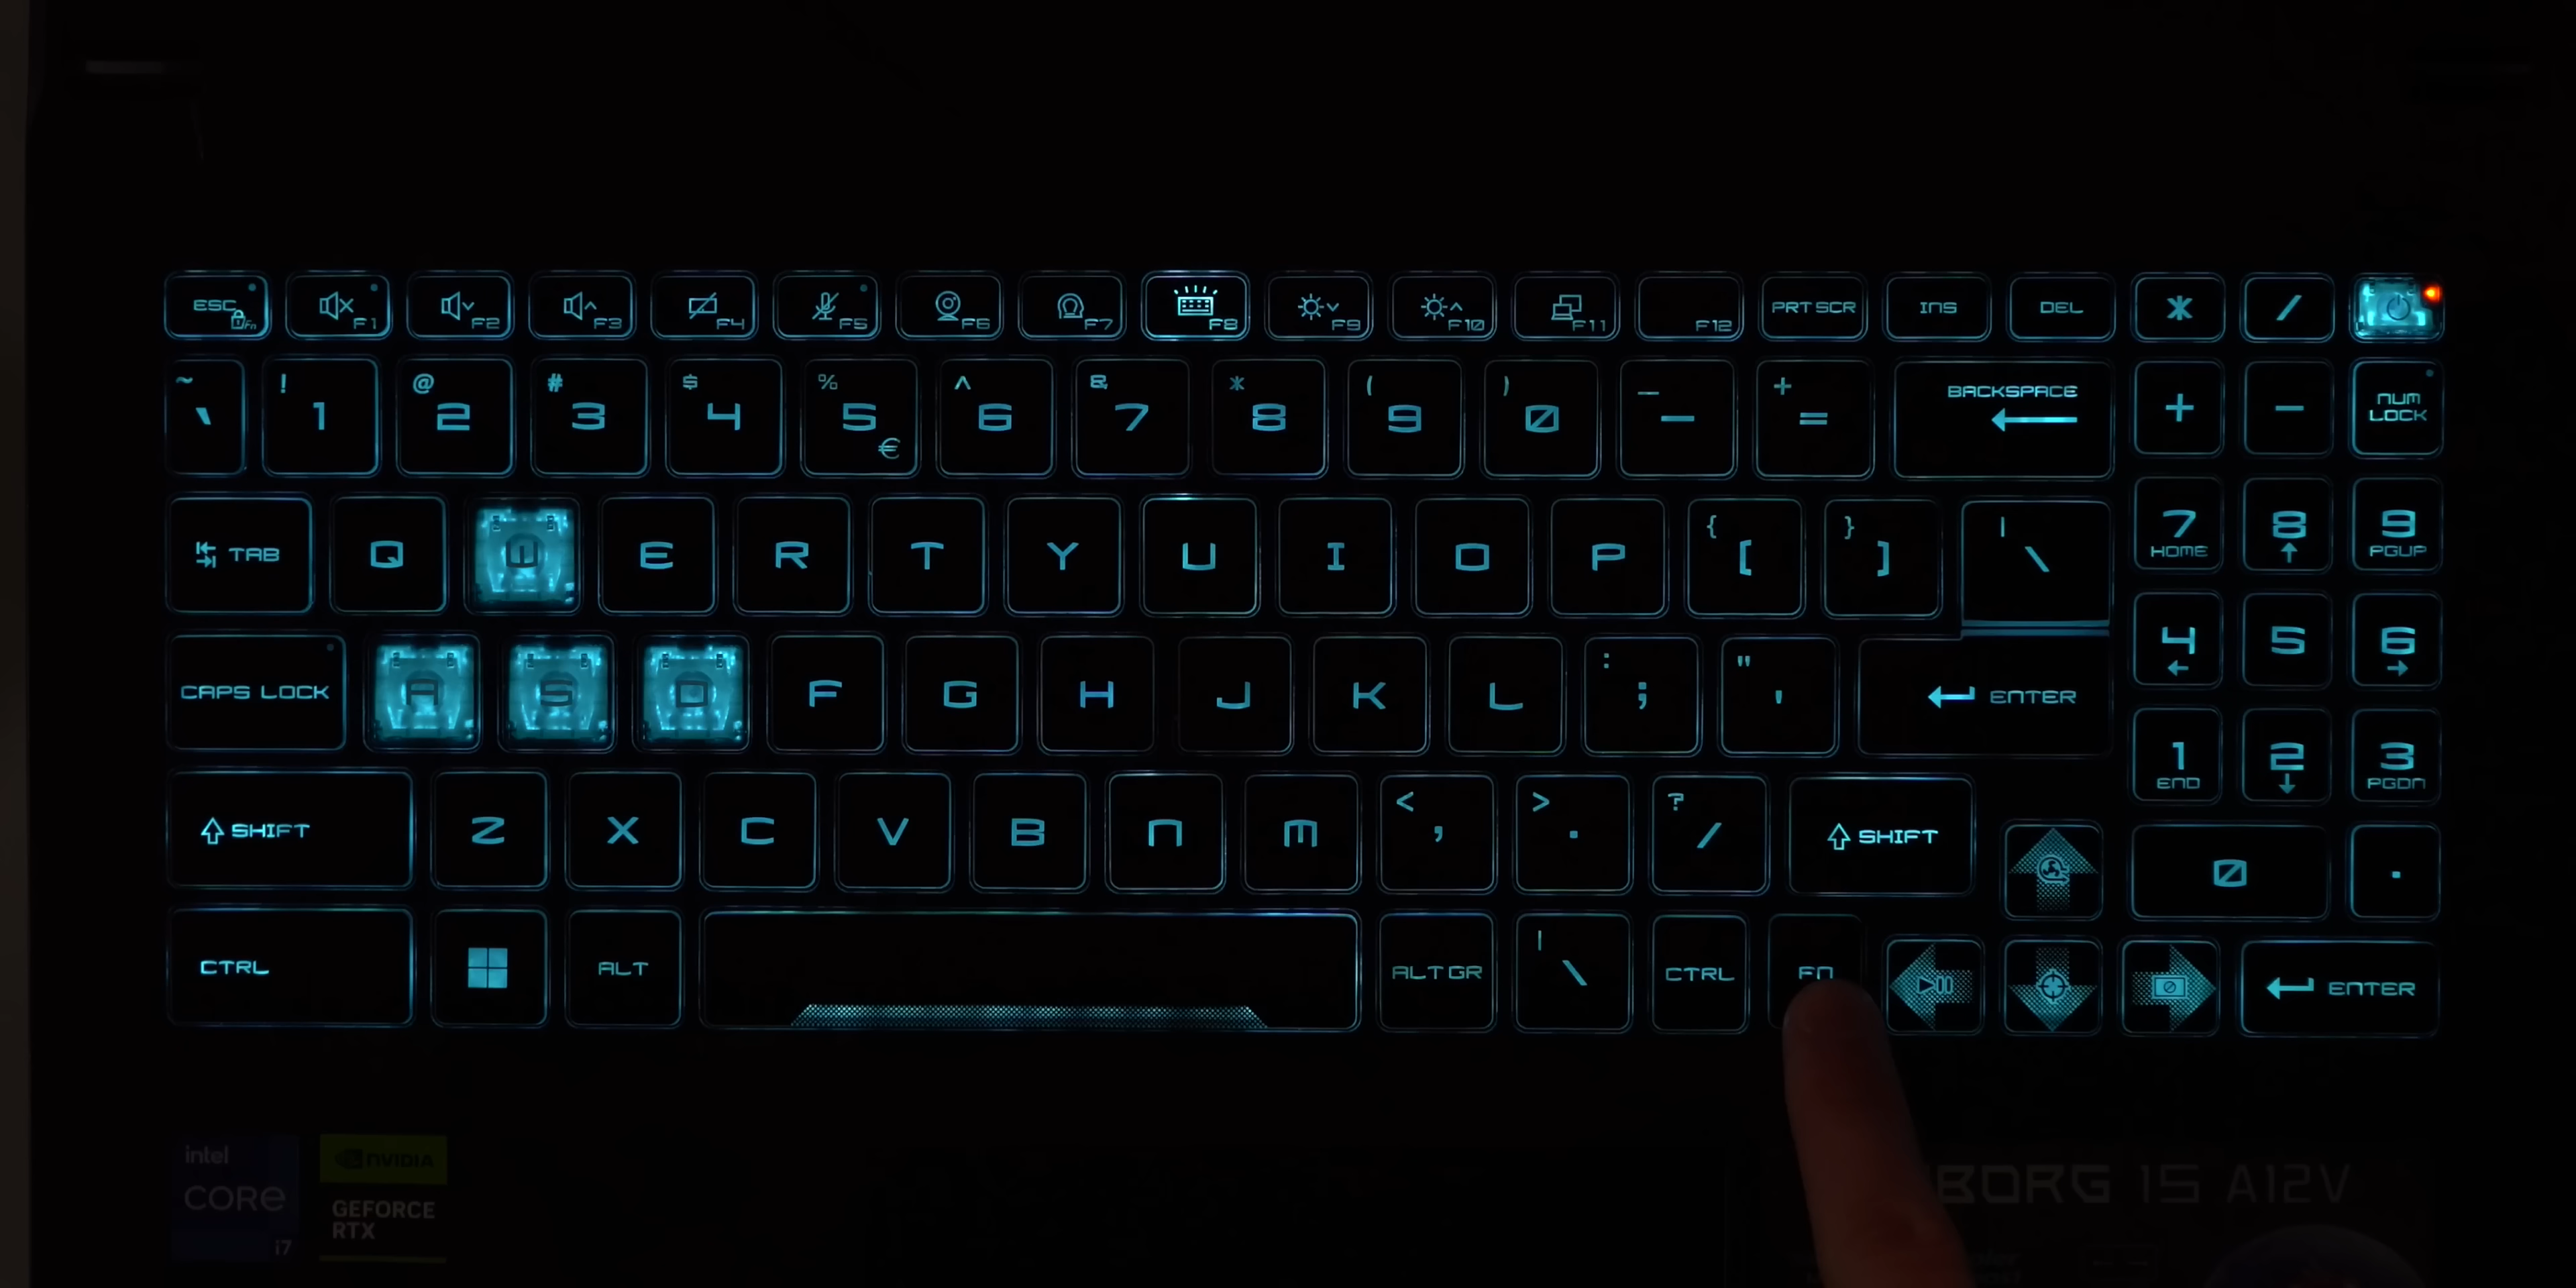 ESC Fn F1 F2 F3 F4 F5 F6 F7 F8 F9 F10 F11 F12 PRT SCR INS DEL * /
~ ` ! 1 @ 2 # 3 $ 4 % 5 € ^ 6 & 7 * 8 ( 9 ) 0 _ - + = BACKSPACE + - NUM LOCK
TAB Q W E R T Y U I O P { [ } ] | \ 7 HOME 8 9 PGUP
CAPS LOCK A S D F G H J K L : ; " ' ENTER 4 5 6
1 END 2 3 PGDN
SHIFT Z X C V B N M < , > . ? / SHIFT 0 .
CTRL ALT ALT GR | \ CTRL FN ENTER
intel
CORE
i7
NVIDIA
GEFORCE
RTX
BORG 15 A12V